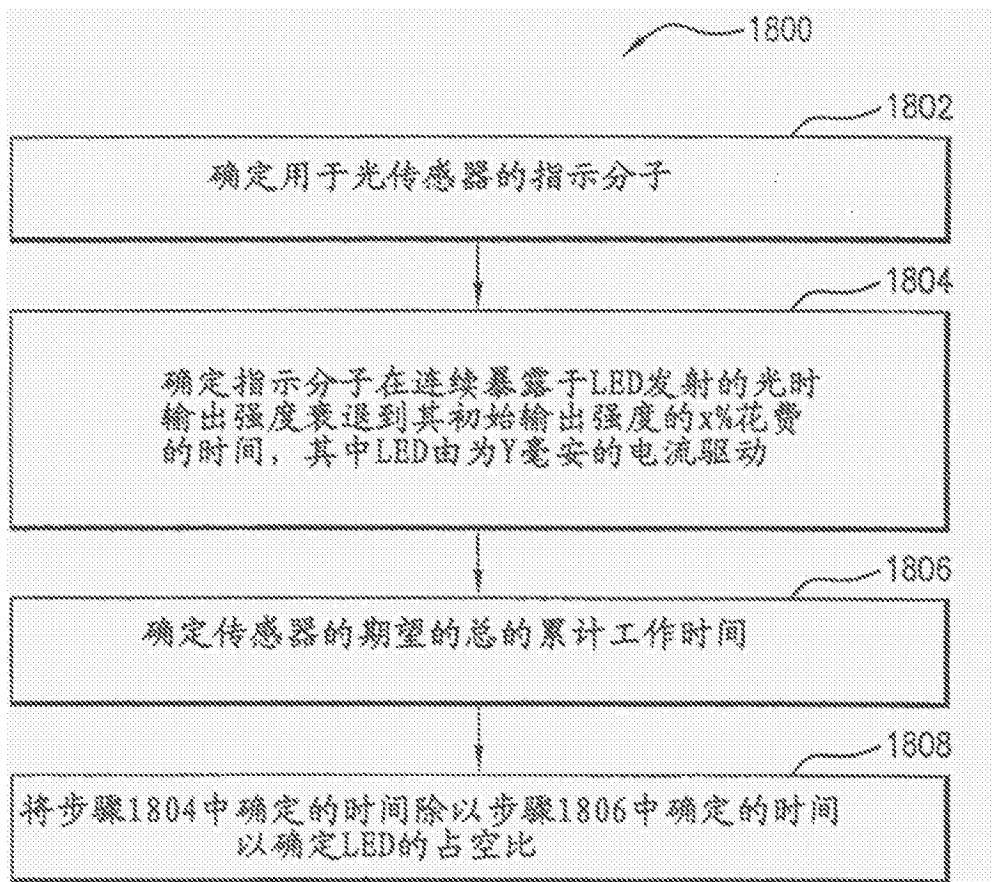 1800
1802
确定用于光传感器的指示分子
1804
确定指示分子在连续暴露于LED发射的光时
输出强度衰退到其初始输出强度的x%花费
的时间, 其中LED由为Y毫安的电流驱动
1806
确定传感器的期望的总的累计工作时间
1808
将步骤1804中确定的时间除以步骤1806中确定的时间
以确定LED的占空比